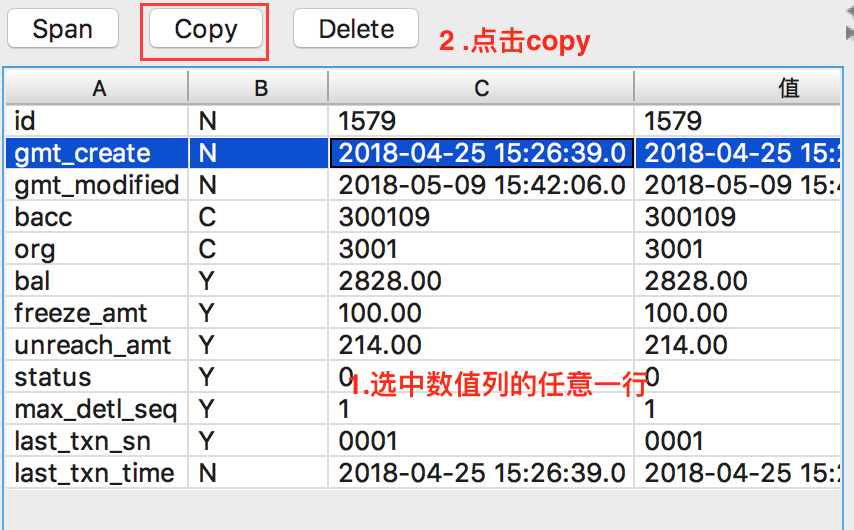 Span Copy Delete 2 .点击copy
A B C 值
id N 1579 1579
gmt_create N 2018-04-25 15:26:39.0 2018-04-25 15:
gmt_modified N 2018-05-09 15:42:06.0 2018-05-09 15:
bacc C 300109 300109
org C 3001 3001
bal Y 2828.00 2828.00
freeze_amt Y 100.00 100.00
unreach_amt Y 214.00 214.00
status Y 0 0
1.选中数值列的任意一行
max_detl_seq Y 1 1
last_txn_sn Y 0001 0001
last_txn_time N 2018-04-25 15:26:39.0 2018-04-25 15: